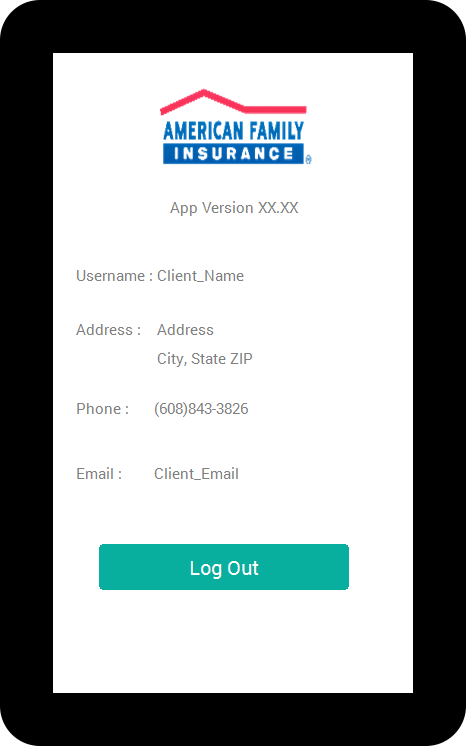 AMERICAN FAMILY
INSURANCE ®
App Version XX.XX
Username : Client_Name
Address : Address
City, State ZIP
Phone : (608)843-3826
Email : Client_Email
Log Out